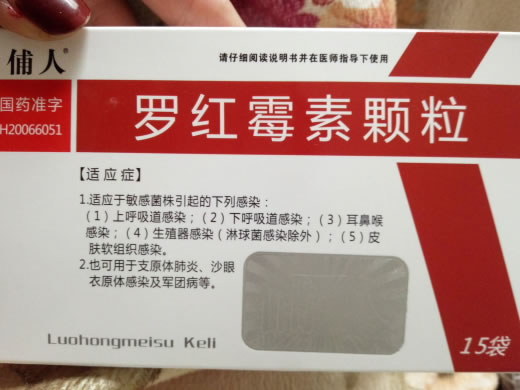 俌人®
请仔细阅读说明书并在医师指导下使用
国药准字
H20066051
罗红霉素颗粒
【适应症】
1.适应于敏感菌株引起的下列感染：
（1）上呼吸道感染；（2）下呼吸道感染；（3）耳鼻喉
感染；（4）生殖器感染（淋球菌感染除外）；（5）皮
肤软组织感染。
2.也可用于支原体肺炎、沙眼
衣原体感染及军团病等。
Luohongmeisu Keli
15袋